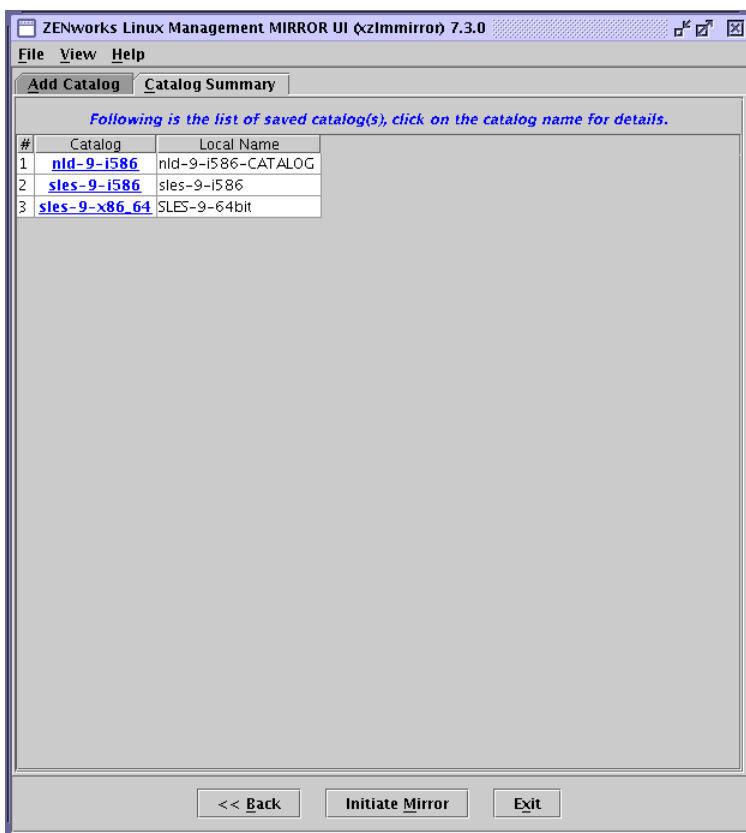 ZENworks Linux Management MIRROR UI (xzlmmirror) 7.3.0
File View Help
Add Catalog Catalog Summary
Following is the list of saved catalog(s), click on the catalog name for details.
# Catalog Local Name
1 nld-9-i586 nld-9-i586-CATALOG
2 sles-9-i586 sles-9-i586
3 sles-9-x86_64 SLES-9-64bit
<< Back Initiate Mirror Exit